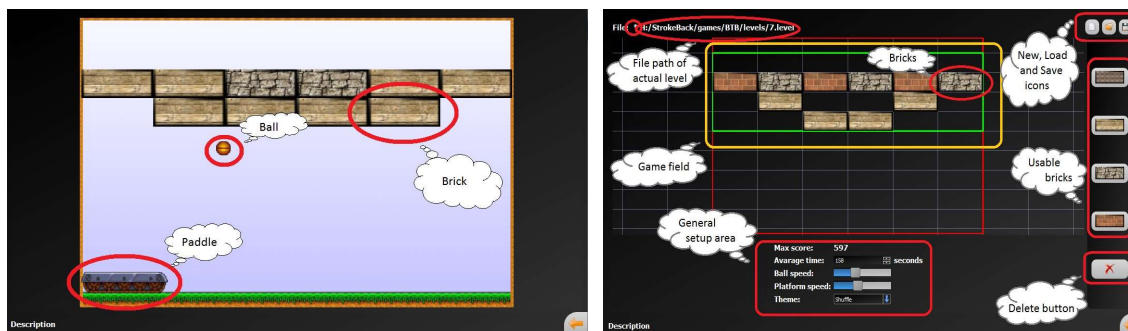 Ball
Brick
Paddle
Description
File: *H:/StrokeBack/games/BTB/levels/7.level
File path of
actual level
Bricks
New, Load
and Save
icons
Game field
Usable
bricks
General
setup area
Max score: 597
Avarage time: 158 seconds
Ball speed:
Platform speed:
Theme: Shuffle
Delete button
Description